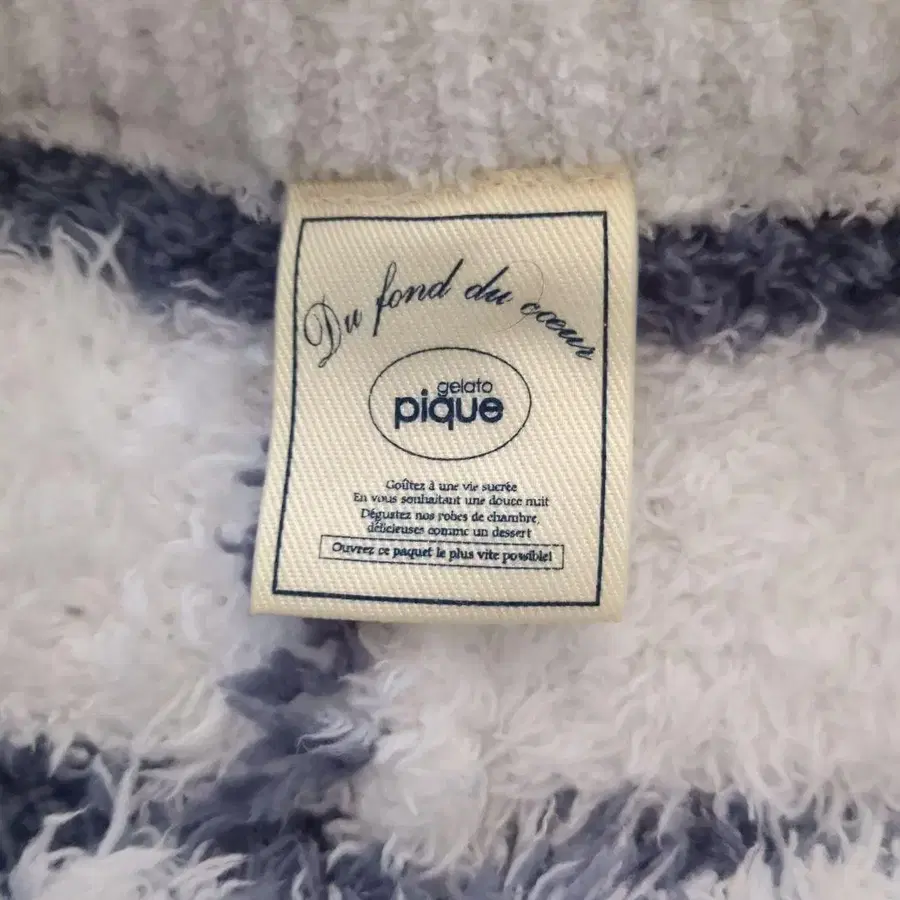 Du fond du cœur
gelato
pique
Goûtez à une vie sucrée
En vous souhaitant une douce nuit
Dégustez nos robes de chambre,
délicieuses comme un dessert
Ouvrez ce paquet le plus vite possible!